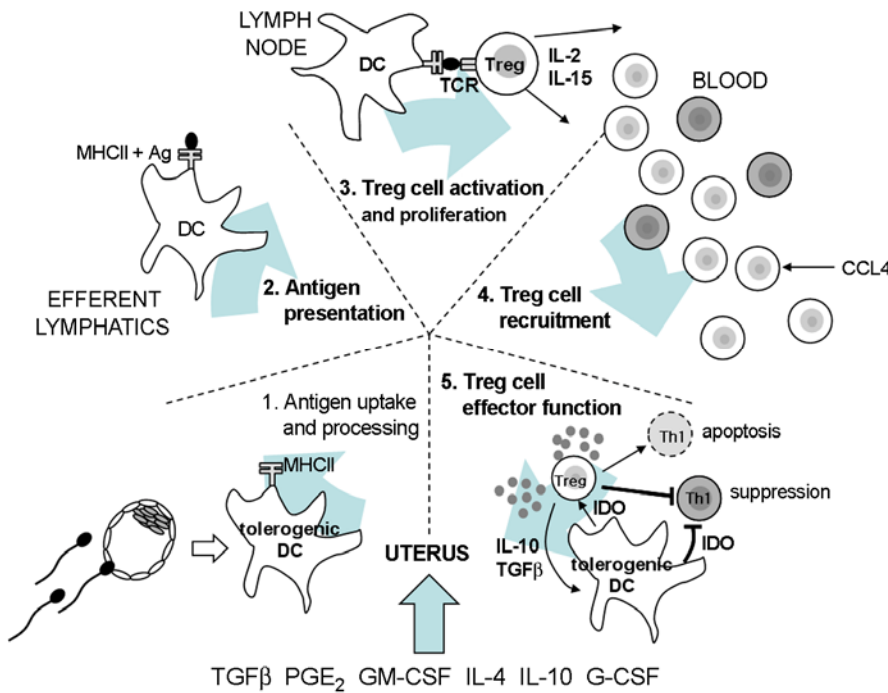 LYMPH
NODE
DC
TCR
Treg
IL-2
IL-15
BLOOD
MHCII + Ag
DC
3. Treg cell activation
and proliferation
EFFERENT
LYMPHATICS
2. Antigen
presentation
4. Treg cell
recruitment
CCL4
1. Antigen uptake
and processing
MHCII
tolerogenic
DC
UTERUS
5. Treg cell
effector function
Th1
apoptosis
Treg
Th1
suppression
IDO
IDO
IL-10
TGFβ
tolerogenic
DC
TGFβ PGE₂ GM-CSF IL-4 IL-10 G-CSF